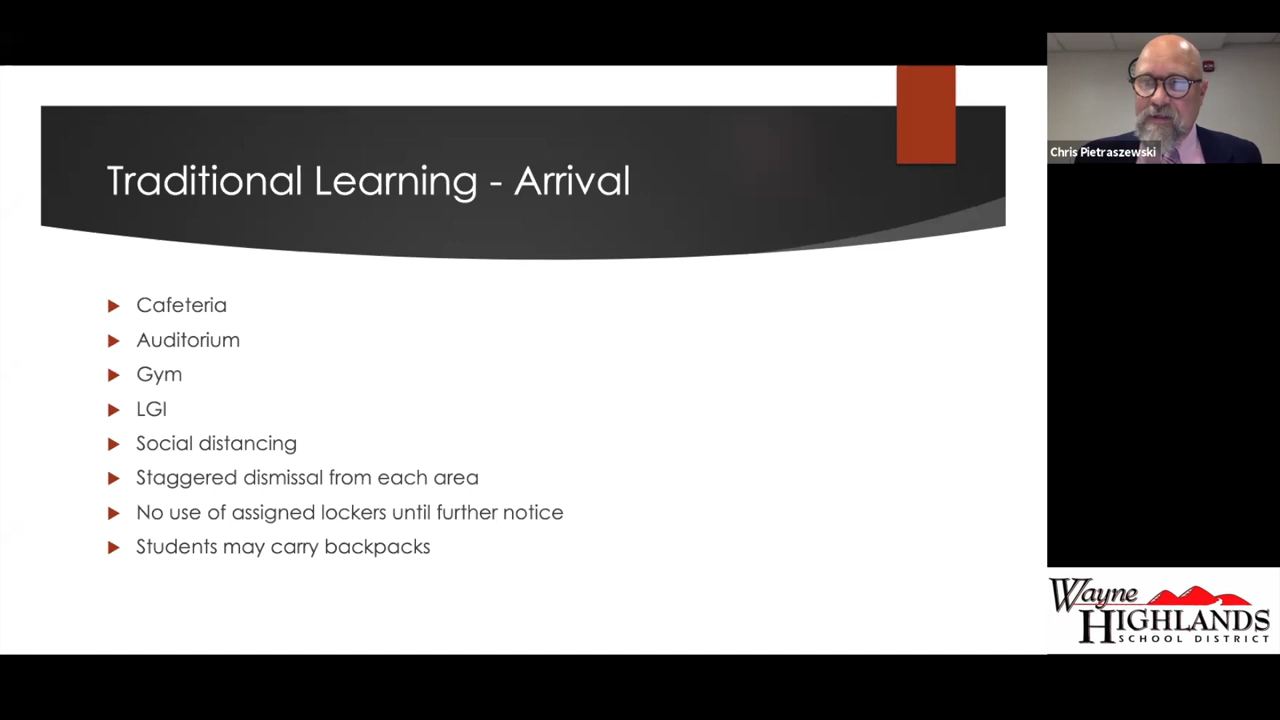 Traditional Learning - Arrival
Cafeteria
Auditorium
Gym
LGI
Social distancing
Staggered dismissal from each area
No use of assigned lockers until further notice
Students may carry backpacks
Chris Pietraszewski
Wayne
HIGHLANDS
SCHOOL DISTRICT